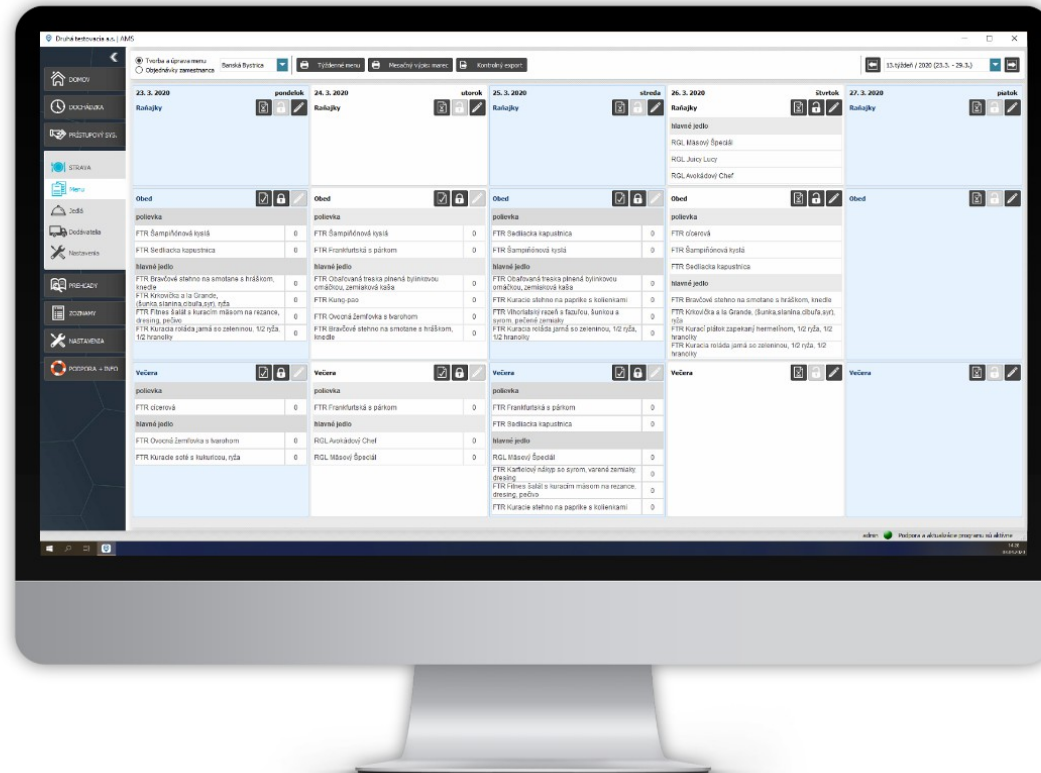 Druhá testovacia a.s. | AMS
DOMOV
DOCHÁDZKA
PRÍSTUPOVÝ SYS.
STRAVA
Menu
Jedlá
Dodávatelia
Nastavenia
PREHĽADY
ZOZNAMY
NASTAVENIA
PODPORA + INFO
Tvorba a úprava menu
Objednávky zamestnanca
Banská Bystrica
Týždenné menu
Mesačný výpis: marec
Kontrolný export
13.týždeň / 2020 (23.3. - 29.3.)
23. 3. 2020 pondelok
24. 3. 2020 utorok
25. 3. 2020 streda
26. 3. 2020 štvrtok
27. 3. 2020 piatok
Raňajky
Raňajky
Raňajky
Raňajky
hlavné jedlo
RGL Mäsový Špeciál
RGL Juicy Lucy
RGL Avokádový Chef
Raňajky
Obed
polievka
FTR Šampiňónová kyslá 0
FTR Sedliacka kapustnica 0
hlavné jedlo
FTR Bravčové stehno na smotane s hráškom,
knedle 0
FTR Krkovička a la Grande,
(šunka,slanina,cibuľa,syr), ryža 0
FTR Fitnes šalát s kuracím mäsom na rezance,
dresing, pečivo 0
FTR Kuracia roláda jarná so zeleninou, 1/2 ryža,
1/2 hranolky 0
Obed
polievka
FTR Šampiňónová kyslá 0
FTR Frankfurtská s párkom 0
hlavné jedlo
FTR Obaľovaná treska plnená bylinkovou
omáčkou, zemiaková kaša 0
FTR Kung-pao 0
FTR Ovocná žemľovka s tvarohom 0
FTR Bravčové stehno na smotane s hráškom,
knedle 0
Obed
polievka
FTR Sedliacka kapustnica 0
FTR Šampiňónová kyslá 0
hlavné jedlo
FTR Obaľovaná treska plnená bylinkovou
omáčkou, zemiaková kaša 0
FTR Kuracie stehno na paprike s kolienkami 0
FTR Vihorlatský rezeň s fazuľou, šunkou a
syrom, pečené zemiaky 0
FTR Kuracia roláda jarná so zeleninou, 1/2 ryža,
1/2 hranolky 0
Obed
polievka
FTR cícerová
FTR Šampiňónová kyslá
FTR Sedliacka kapustnica
hlavné jedlo
FTR Bravčové stehno na smotane s hráškom, knedle
FTR Krkovička a la Grande, (šunka,slanina,cibuľa,syr),
ryža
FTR Kurací plátok zapekaný hermelínom, 1/2 ryža, 1/2
hranolky
FTR Kuracia roláda jarná so zeleninou, 1/2 ryža, 1/2
hranolky
Obed
Večera
polievka
FTR cícerová 0
hlavné jedlo
FTR Ovocná žemľovka s tvarohom 0
FTR Kuracie soté s kukuricou, ryža 0
Večera
polievka
FTR Frankfurtská s párkom 0
hlavné jedlo
RGL Avokádový Chef 0
RGL Mäsový Špeciál 0
Večera
polievka
FTR Frankfurtská s párkom 0
FTR Sedliacka kapustnica 0
hlavné jedlo
RGL Mäsový Špeciál 0
FTR Karfiolový nákyp so syrom, varené zemiaky,
dresing 0
FTR Fitnes šalát s kuracím mäsom na rezance,
dresing, pečivo 0
FTR Kuracie stehno na paprike s kolienkami 0
Večera
Večera
admin Podpora a aktualizácie programu sú aktívne